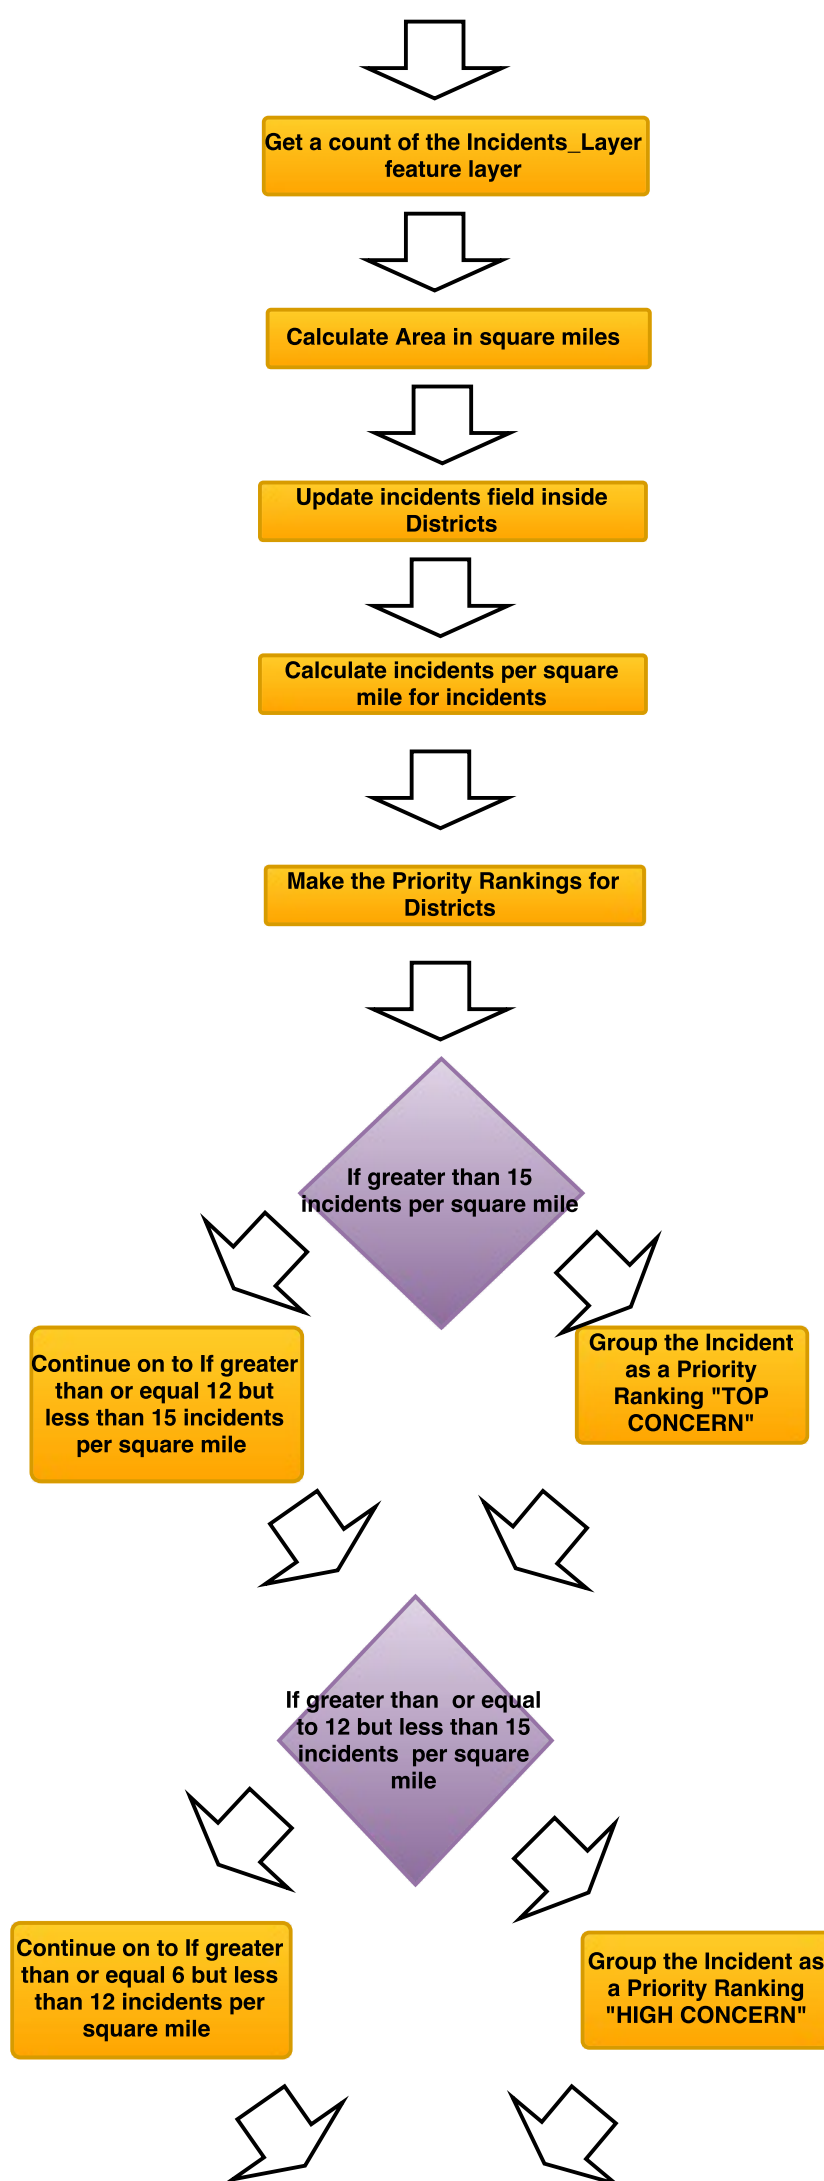 Get a count of the Incidents_Layer
feature layer
Calculate Area in square miles
Update incidents field inside
Districts
Calculate incidents per square
mile for incidents
Make the Priority Rankings for
Districts
If greater than 15
incidents per square mile
Continue on to If greater
than or equal 12 but
less than 15 incidents
per square mile
Group the Incident
as a Priority
Ranking "TOP
CONCERN"
If greater than  or equal
to 12 but less than 15
incidents  per square
mile
Continue on to If greater
than or equal 6 but less
than 12 incidents per
square mile
Group the Incident as
a Priority Ranking
"HIGH CONCERN"